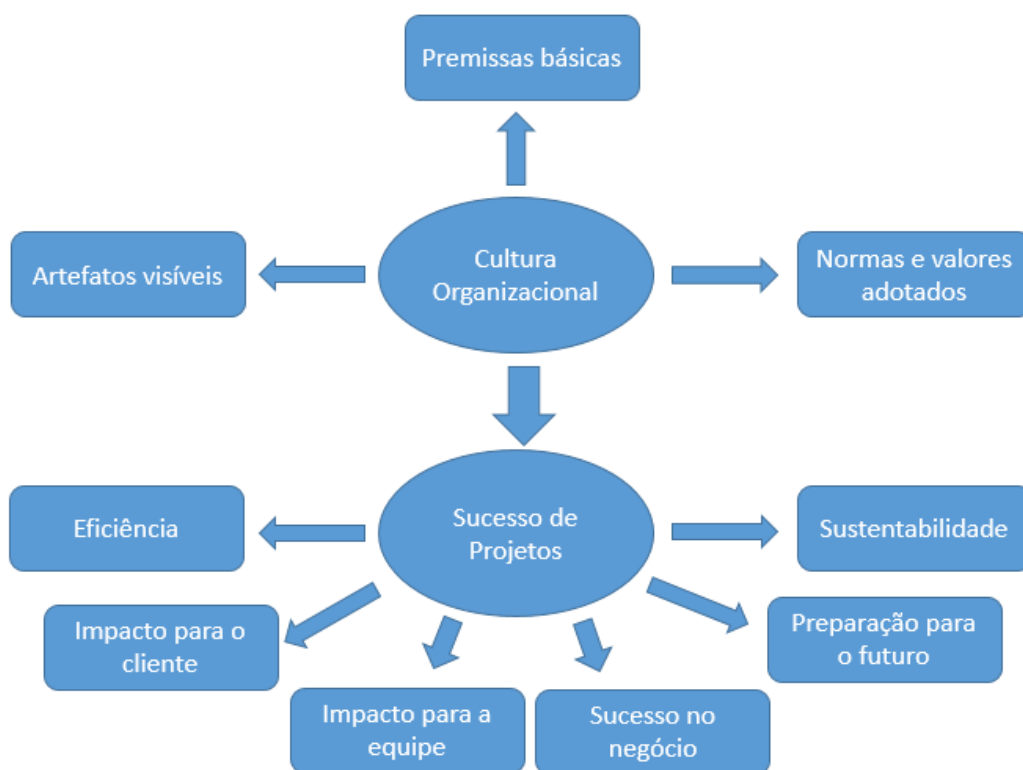 Premissas básicas
Artefatos visíveis
Cultura
Organizacional
Normas e valores
adotados
Eficiência
Sucesso de
Projetos
Sustentabilidade
Impacto para o
cliente
Preparação para
o futuro
Impacto para a
equipe
Sucesso no
negócio